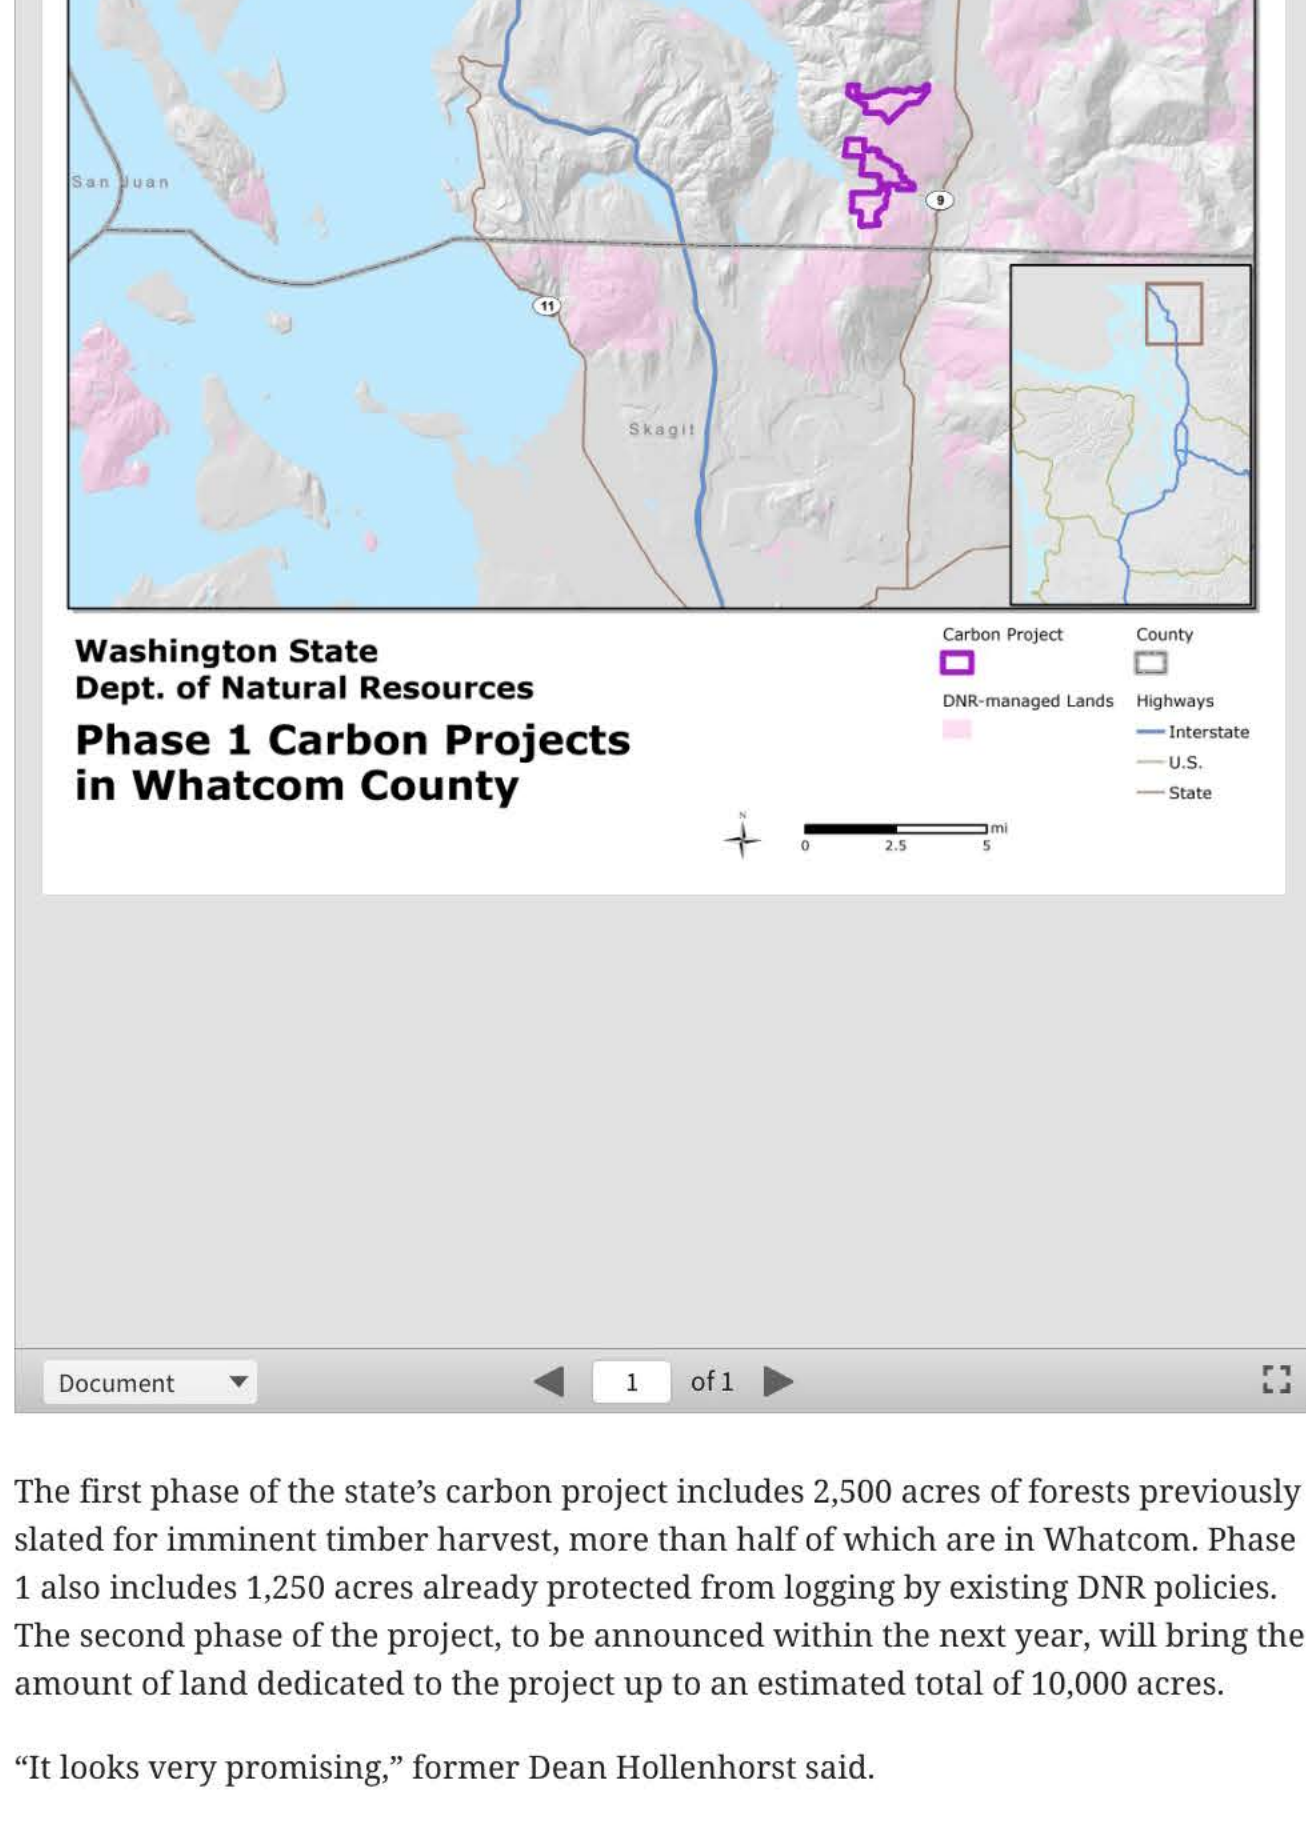 San Juan
9
11
Skagit
Washington State
Dept. of Natural Resources
Phase 1 Carbon Projects
in Whatcom County
Carbon Project
County
DNR-managed Lands
Highways
Interstate
U.S.
State
N
mi
0 2.5 5
Document
1 of 1
The first phase of the state’s carbon project includes 2,500 acres of forests previously
slated for imminent timber harvest, more than half of which are in Whatcom. Phase
1 also includes 1,250 acres already protected from logging by existing DNR policies.
The second phase of the project, to be announced within the next year, will bring the
amount of land dedicated to the project up to an estimated total of 10,000 acres.
“It looks very promising,” former Dean Hollenhorst said.